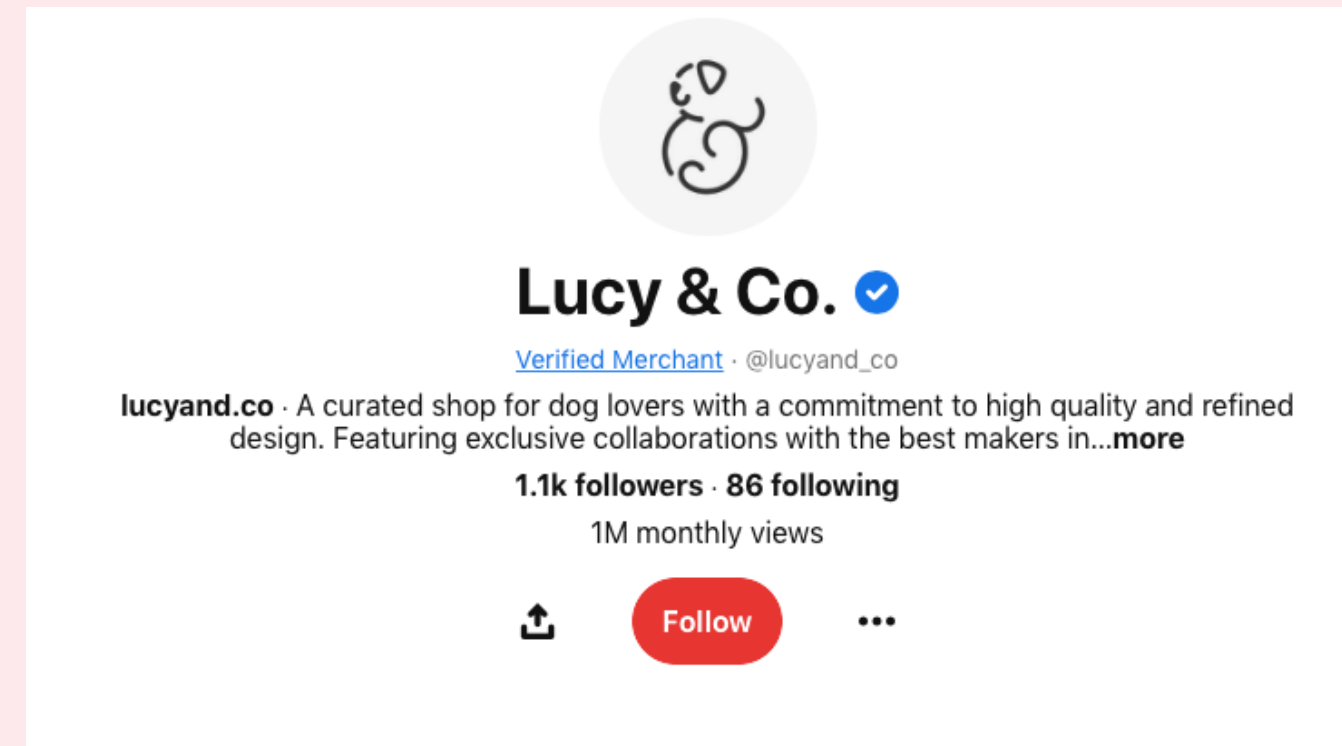 Lucy & Co.
Verified Merchant · @lucyand_co
lucyand.co · A curated shop for dog lovers with a commitment to high quality and refined
design. Featuring exclusive collaborations with the best makers in...more
1.1k followers · 86 following
1M monthly views
Follow